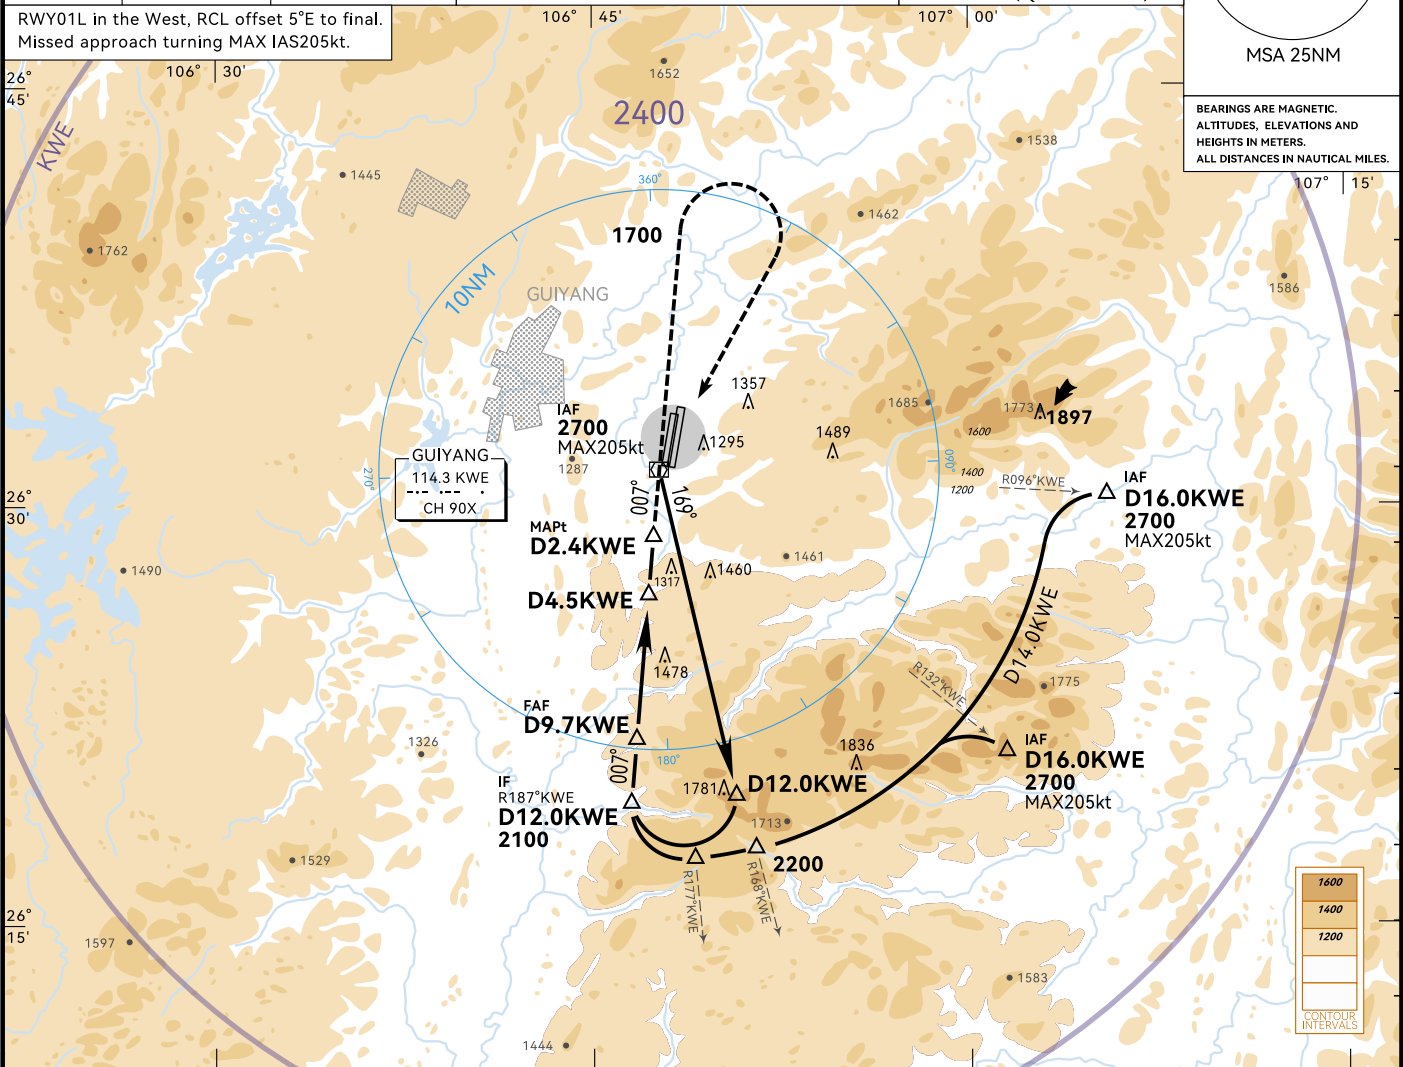 RWY01L in the West, RCL offset 5°E to final.
Missed approach turning MAX IAS205kt.
106° 45'
107° 00'
MSA 25NM
106° 30'
26°
45'
BEARINGS ARE MAGNETIC.
ALTITUDES, ELEVATIONS AND
HEIGHTS IN METERS.
ALL DISTANCES IN NAUTICAL MILES.
107° 15'
KWE
1652
2400
1538
1445
360°
1462
1700
1762
10NM
GUIYANG
1586
1357
1685
1773
1897
IAF
2700
MAX205kt
1295
1489
1600
GUIYANG
114.3 KWE
CH 90X
1287
270°
090°
1400
1200
R096°KWE
IAF
D16.0KWE
2700
MAX205kt
26°
30'
007°
169°
MAPt
D2.4KWE
1461
1490
1317
1460
D4.5KWE
D14.0KWE
1478
R132°KWE
1775
FAF
D9.7KWE
1326
180°
1836
IAF
D16.0KWE
2700
MAX205kt
007°
IF
R187°KWE
D12.0KWE
2100
1781
D12.0KWE
1713
2200
1529
R177°KWE
R168°KWE
26°
15'
1597
1583
1444
1600
1400
1200
CONTOUR
INTERVALS